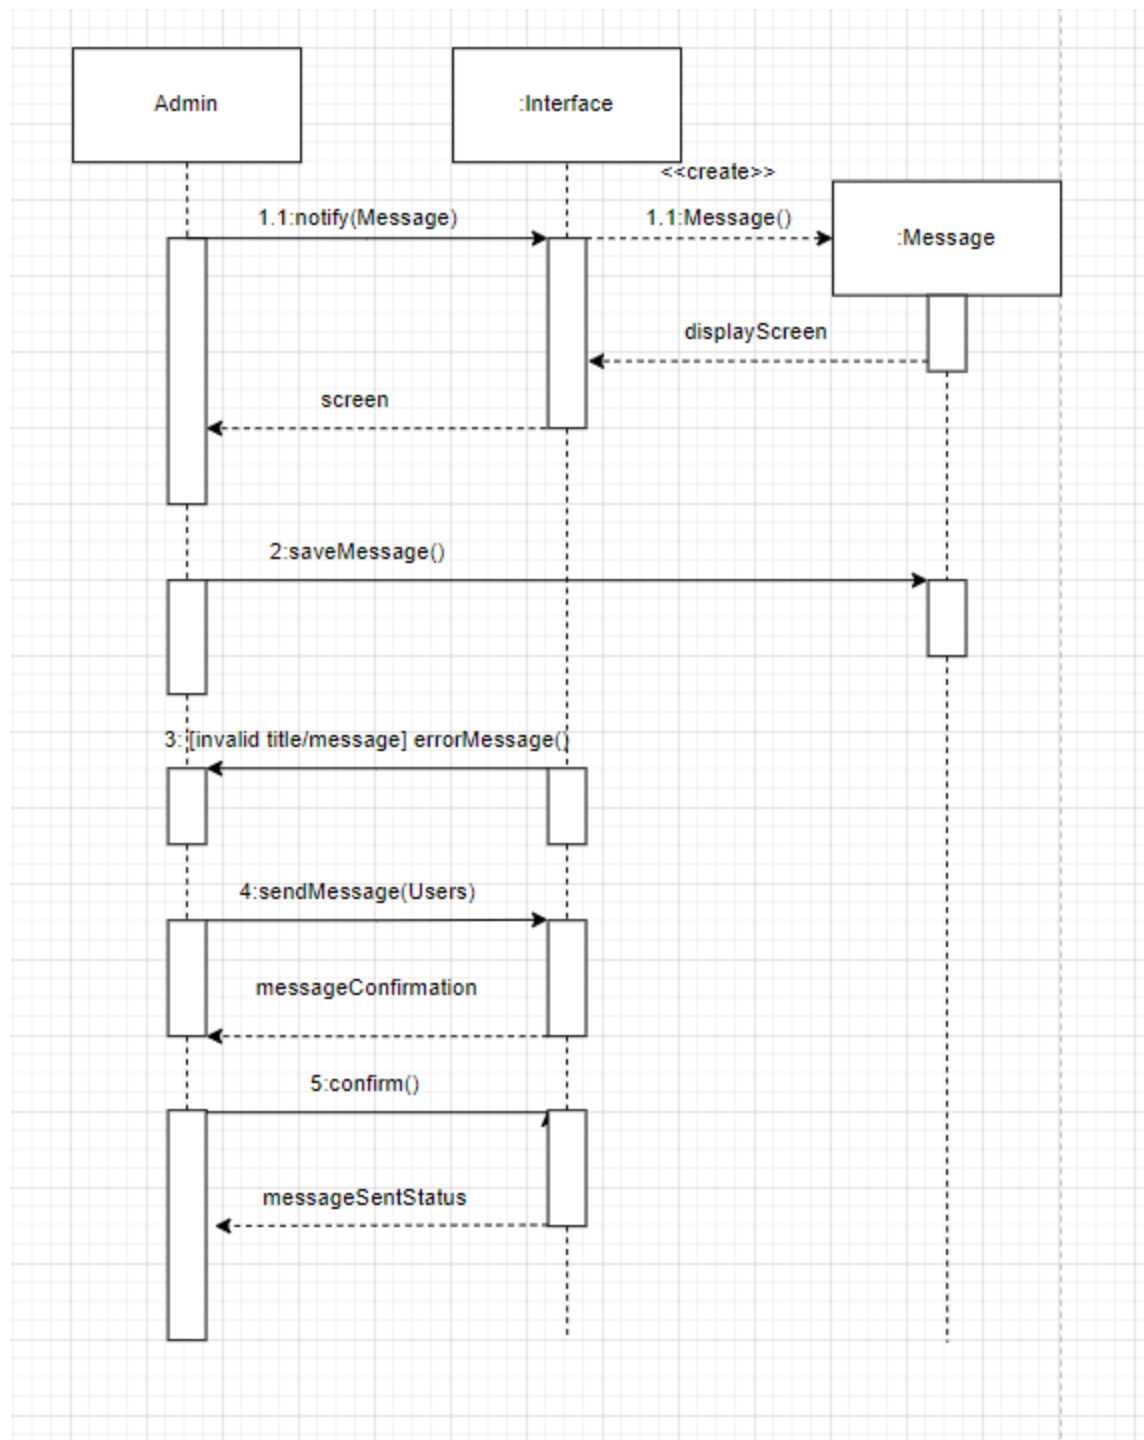 Admin
:Interface
<<create>>
1.1:notify(Message)
1.1:Message()
:Message
displayScreen
screen
2:saveMessage()
3: [invalid title/message] errorMessage()
4:sendMessage(Users)
messageConfirmation
5:confirm()
messageSentStatus